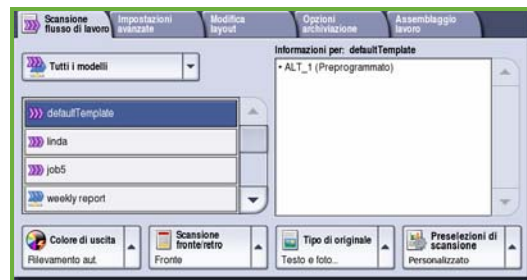 Scansione
flusso di lavoro
Impostazioni
avanzate
Modifica
layout
Opzioni
archiviazione
Assemblaggio
lavoro
Tutti i modelli
Informazioni per: defaultTemplate
• ALT_1 (Preprogrammato)
defaultTemplate
linda
job5
weekly report
Colore di uscita
Rilevamento aut.
Scansione
fronte/retro
Fronte
Tipo di originale
Testo e foto...
Preselezioni di
scansione
Personalizzato